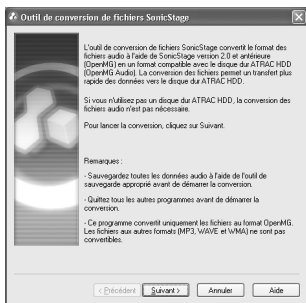 Outil de conversion de fichiers SonicStage
L'outil de conversion de fichiers SonicStage convertit le format des
fichiers audio à l'aide de SonicStage version 2.0 et antérieure
(OpenMG) en un format compatible avec le disque dur ATRAC HDD
(OpenMG Audio). La conversion des fichiers permet un transfert plus
rapide des données vers le disque dur ATRAC HDD.
Si vous n'utilisez pas un disque dur ATRAC HDD, la conversion des
fichiers audio n'est pas nécessaire.
Pour lancer la conversion, cliquez sur Suivant.
Remarques :
- Sauvegardez toutes les données audio à l'aide de l'outil de
sauvegarde approprié avant de démarrer la conversion.
- Quittez tous les autres programmes avant de démarrer la
conversion.
- Ce programme convertit uniquement les fichiers au format OpenMG.
Les fichiers aux autres formats (MP3, WAVE et WMA) ne sont pas
convertibles.
< Précédent Suivant > Annuler Aide